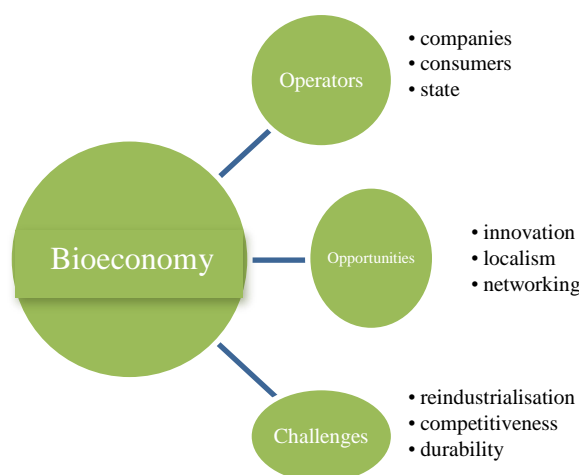 Operators
• companies
• consumers
• state
Bioeconomy
Opportunities
• innovation
• localism
• networking
Challenges
• reindustrialisation
• competitiveness
• durability